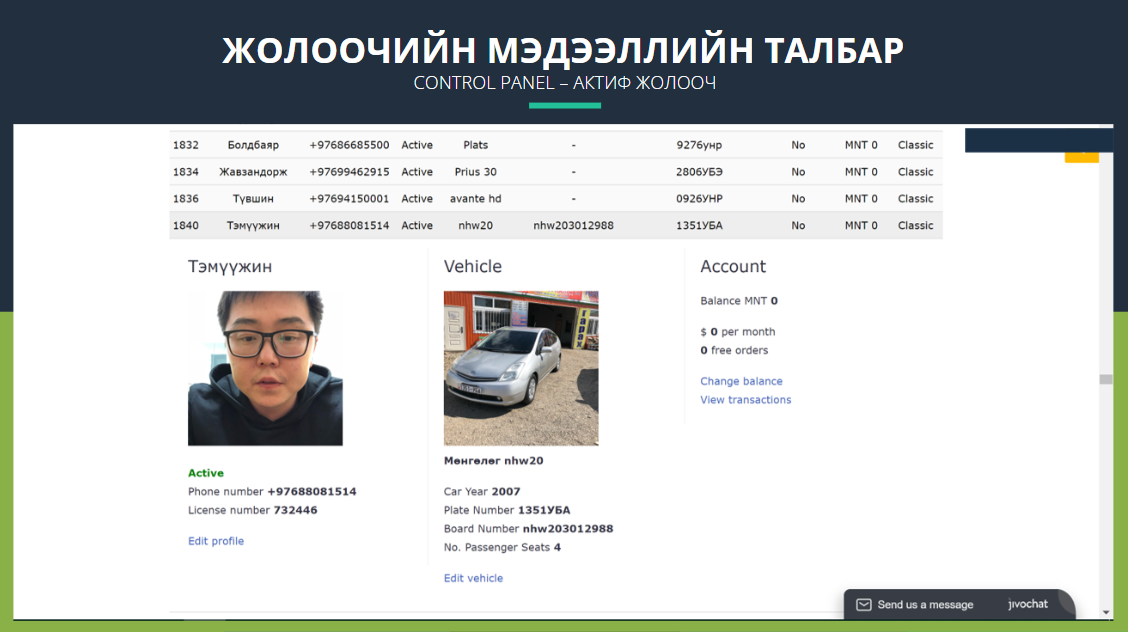 ЖОЛООЧИЙН МЭДЭЭЛЛИЙН ТАЛБАР
CONTROL PANEL – АКТИФ ЖОЛООЧ
1832 Болдбаяр +97686685500 Active Plats - 9276унр No MNT 0 Classic
1834 Жавзандорж +97699462915 Active Prius 30 - 2806УБЭ No MNT 0 Classic
1836 Түвшин +97694150001 Active avante hd - 0926УНР No MNT 0 Classic
1840 Тэмүүжин +97688081514 Active nhw20 nhw203012988 1351УБА No MNT 0 Classic
Тэмүүжин
Active
Phone number +97688081514
License number 732446
Edit profile
Vehicle
Мөнгөлөг nhw20
Car Year 2007
Plate Number 1351УБА
Board Number nhw203012988
No. Passenger Seats 4
Edit vehicle
Account
Balance MNT 0
$ 0 per month
0 free orders
Change balance
View transactions
Send us a message jivochat